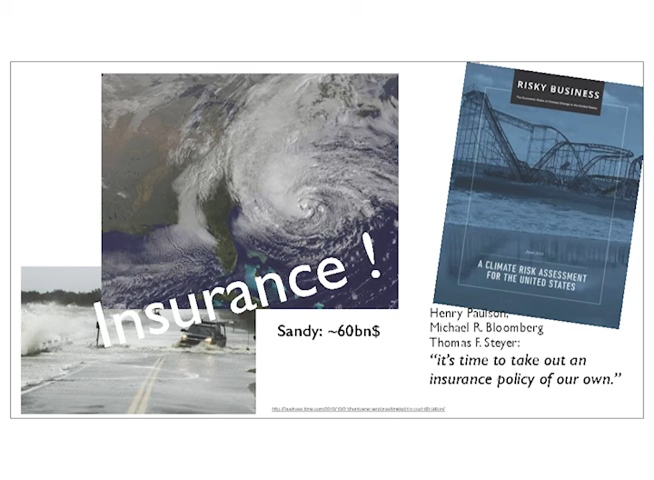 RISKY BUSINESS
A CLIMATE RISK ASSESSMENT
FOR THE UNITED STATES
Insurance !
Sandy: ~60bn$
Henry Paulson,
Michael R. Bloomberg
Thomas F. Steyer:
“it’s time to take out an
insurance policy of our own.”